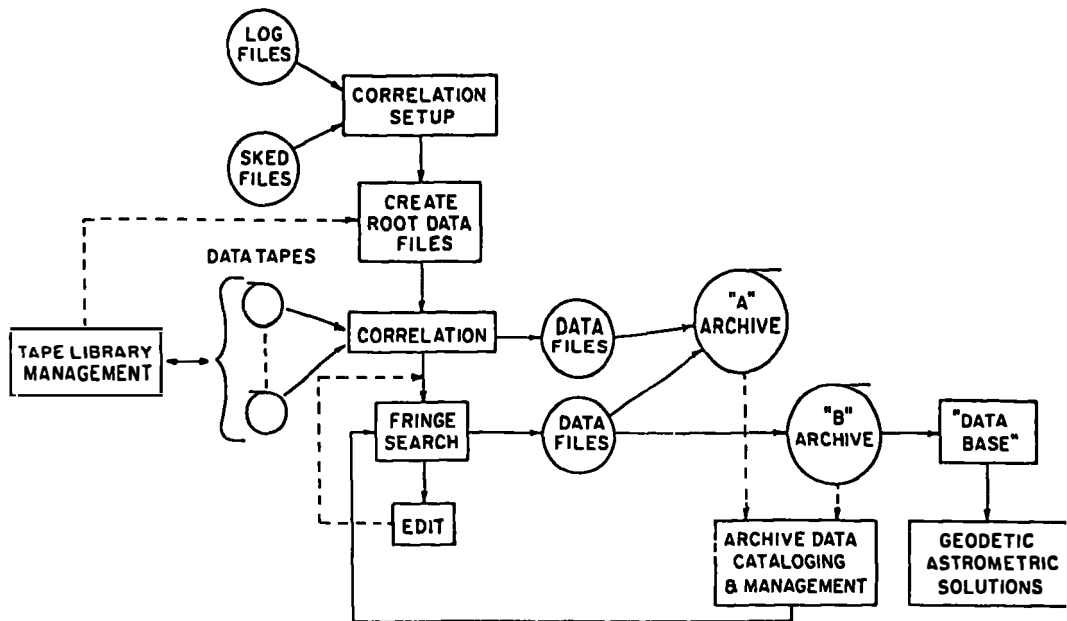 LOG
FILES
CORRELATION
SETUP
SKED
FILES
CREATE
ROOT DATA
FILES
DATA TAPES
"A"
ARCHIVE
CORRELATION
DATA
FILES
TAPE LIBRARY
MANAGEMENT
FRINGE
SEARCH
DATA
FILES
"B"
ARCHIVE
"DATA
BASE"
EDIT
ARCHIVE DATA
CATALOGING
& MANAGEMENT
GEODETIC
ASTROMETRIC
SOLUTIONS